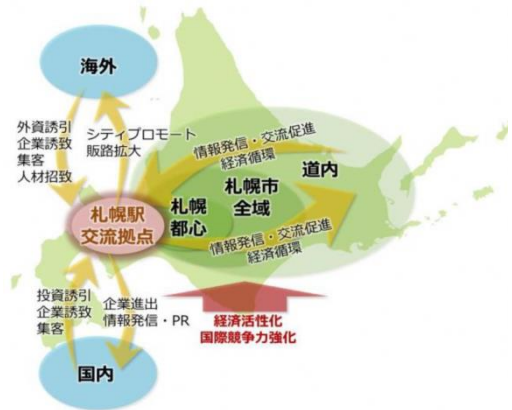 海外
外資誘引
企業誘致
集客
人材招致
シティプロモート
販路拡大
情報発信・交流促進
経済循環
道内
札幌市
全域
札幌
都心
札幌駅
交流拠点
情報発信・交流促進
経済循環
投資誘引
企業誘致
集客
企業進出
情報発信・PR
経済活性化
国際競争力強化
国内